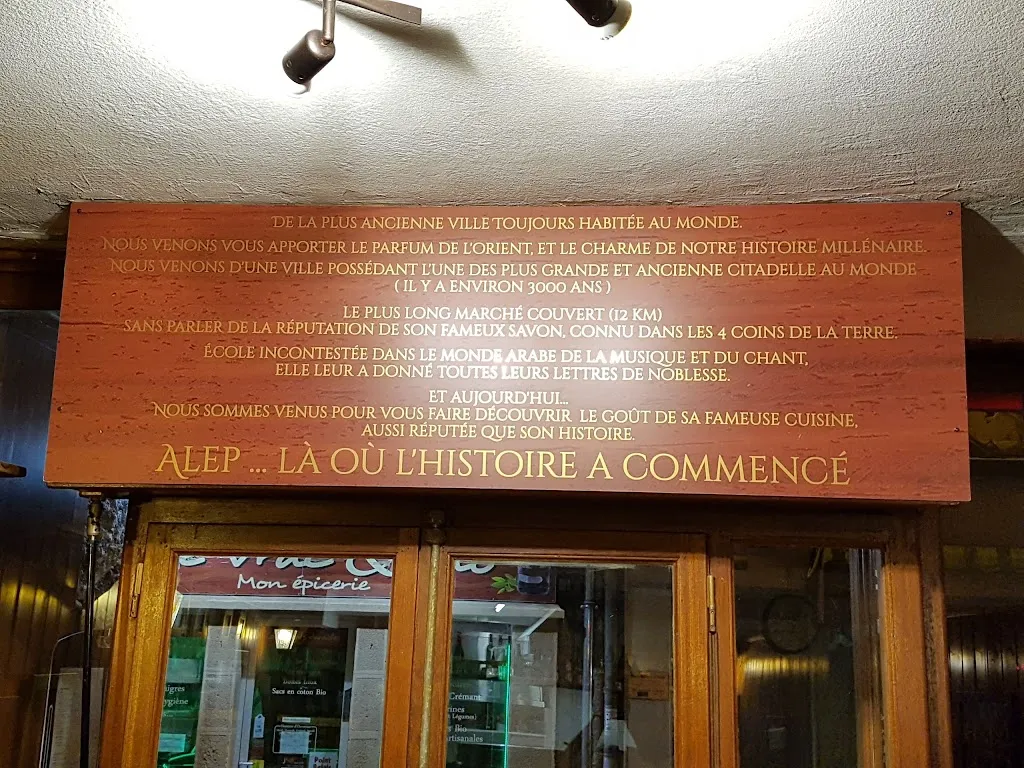 DE LA PLUS ANCIENNE VILLE TOUJOURS HABITÉE AU MONDE.
NOUS VENONS VOUS APPORTER LE PARFUM DE L'ORIENT, ET LE CHARME DE NOTRE HISTOIRE MILLÉNAIRE.
NOUS VENONS D'UNE VILLE POSSÉDANT L'UNE DES PLUS GRANDE ET ANCIENNE CITADELLE AU MONDE
( IL Y A ENVIRON 3000 ANS )
LE PLUS LONG MARCHÉ COUVERT (12 KM)
SANS PARLER DE LA RÉPUTATION DE SON FAMEUX SAVON, CONNU DANS LES 4 COINS DE LA TERRE.
ÉCOLE INCONTESTÉE DANS LE MONDE ARABE DE LA MUSIQUE ET DU CHANT,
ELLE LEUR A DONNÉ TOUTES LEURS LETTRES DE NOBLESSE.
ET AUJOURD'HUI...
NOUS SOMMES VENUS POUR VOUS FAIRE DÉCOUVRIR LE GOÛT DE SA FAMEUSE CUISINE,
AUSSI RÉPUTÉE QUE SON HISTOIRE.
ALEP ... LÀ OÙ L'HISTOIRE A COMMENCÉ
Mon épicerie
Sacs en coton Bio
Crémant
Bio
Point